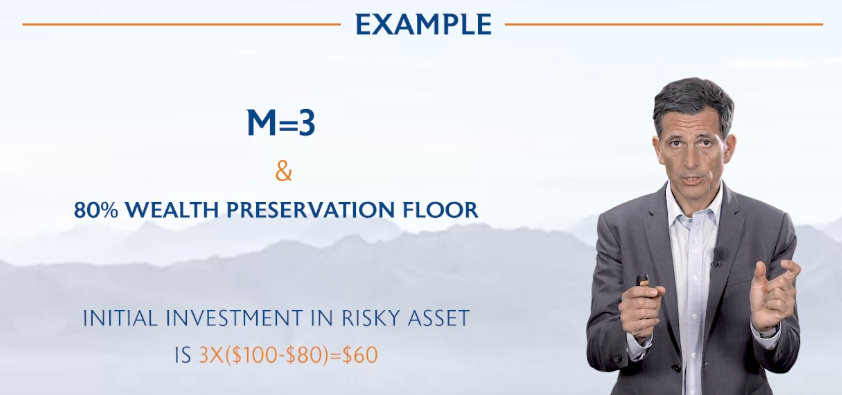 EXAMPLE
M=3
&
80% WEALTH PRESERVATION FLOOR
INITIAL INVESTMENT IN RISKY ASSET
IS 3X($100-$80)=$60